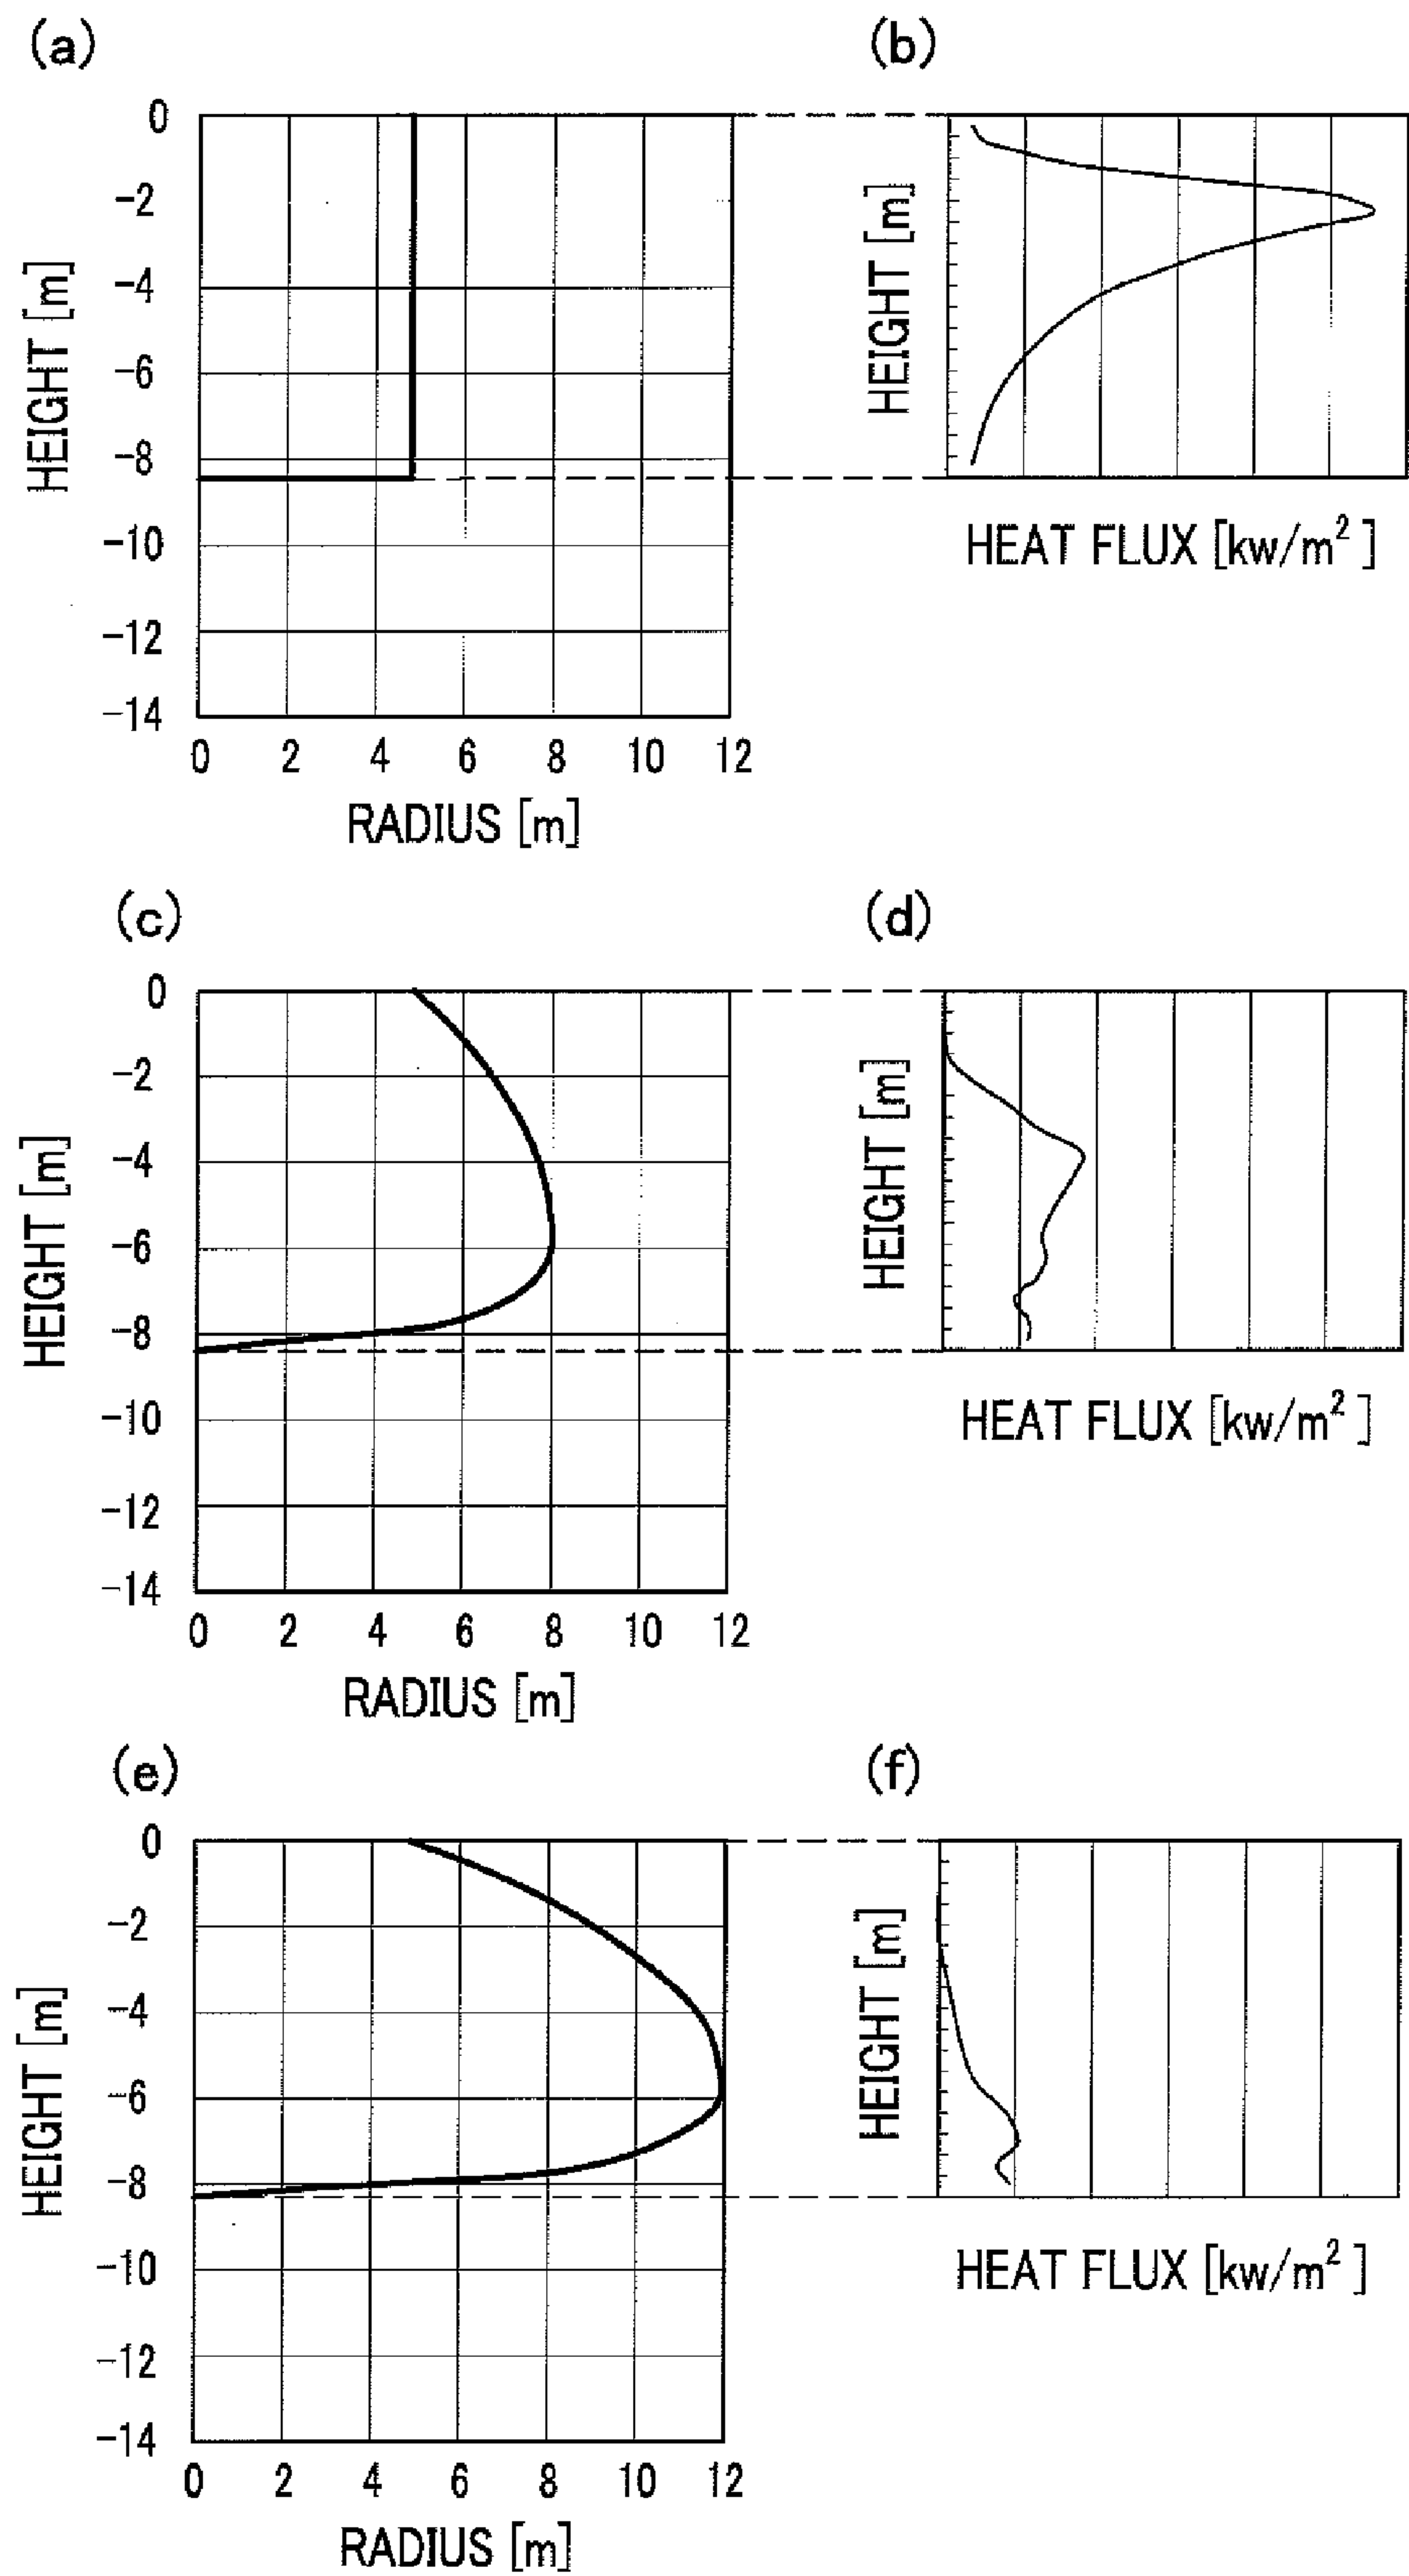 (a)
0
-2
-4
-6
-8
-10
-12
-14
HEIGHT [m]
0 2 4 6 8 10 12
RADIUS [m]
(b)
HEIGHT [m]
HEAT FLUX [kw/m²]
(c)
0
-2
-4
-6
-8
-10
-12
-14
HEIGHT [m]
0 2 4 6 8 10 12
RADIUS [m]
(d)
HEIGHT [m]
HEAT FLUX [kw/m²]
(e)
0
-2
-4
-6
-8
-10
-12
-14
HEIGHT [m]
0 2 4 6 8 10 12
RADIUS [m]
(f)
HEIGHT [m]
HEAT FLUX [kw/m²]